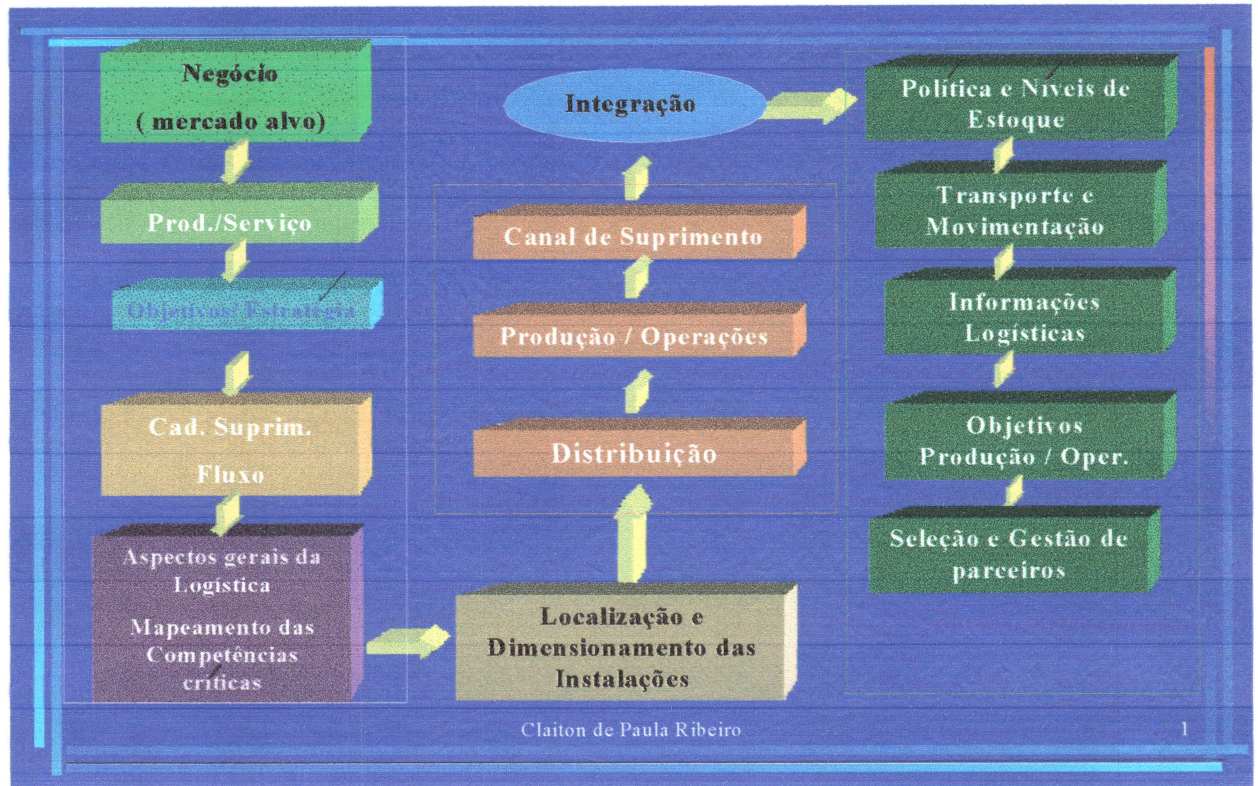 Negócio
( mercado alvo)
Prod./Serviço
Objetivos/ Estratégia
Cad. Suprim.
Fluxo
Aspectos gerais da
Logística
Mapeamento das
Competências
críticas
Localização e
Dimensionamento das
Instalações
Distribuição
Produção / Operações
Canal de Suprimento
Integração
Política e Níveis de
Estoque
Transporte e
Movimentação
Informações
Logísticas
Objetivos
Produção / Oper.
Seleção e Gestão de
parceiros
Claiton de Paula Ribeiro
1